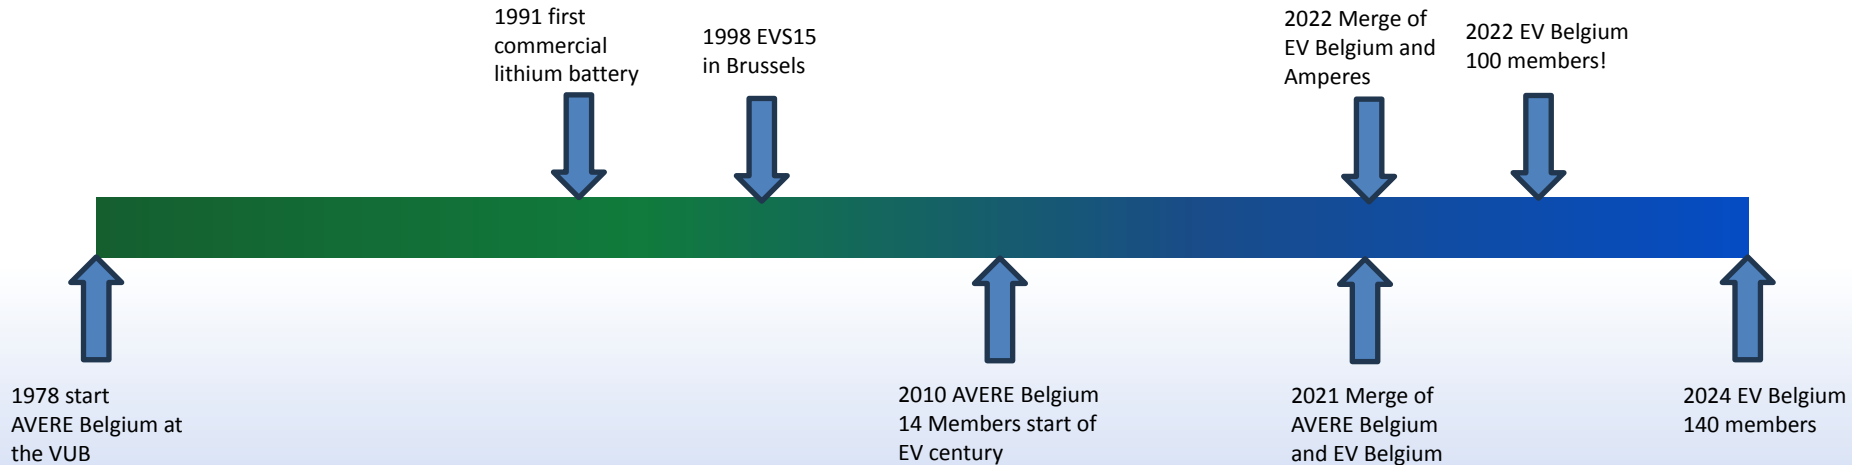 1991 first
commercial
lithium battery
1998 EVS15
in Brussels
2022 Merge of
EV Belgium and
Amperes
2022 EV Belgium
100 members!
1978 start
AVERE Belgium at
the VUB
2010 AVERE Belgium
14 Members start of
EV century
2021 Merge of
AVERE Belgium
and EV Belgium
2024 EV Belgium
140 members